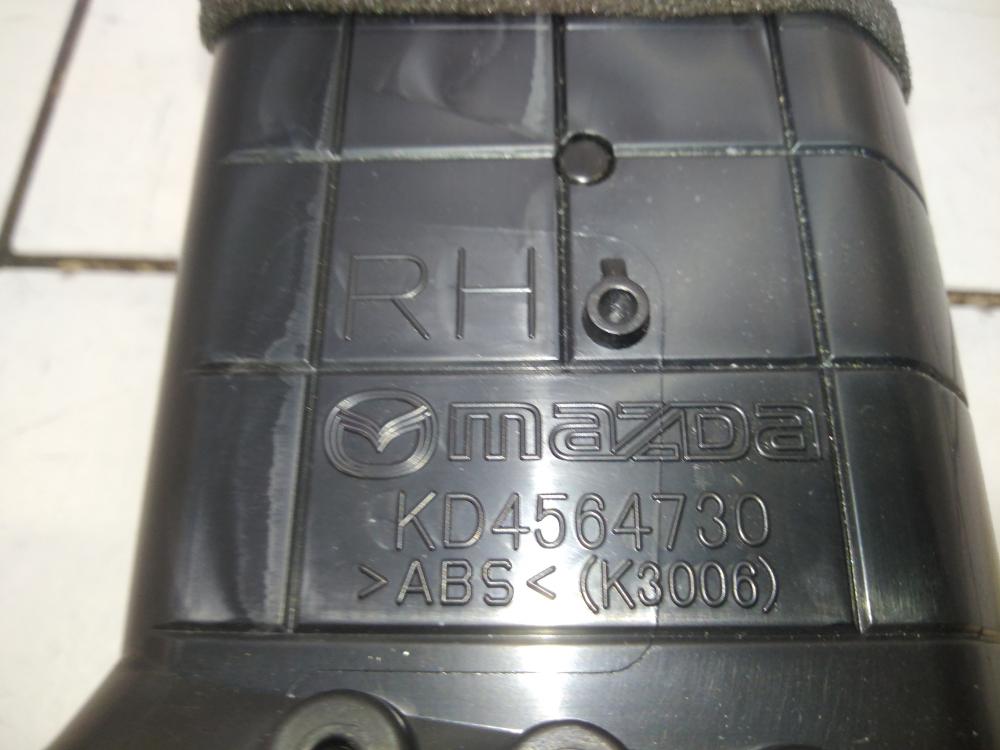 RH
mazda
KD4564730
>ABS< (K3006)